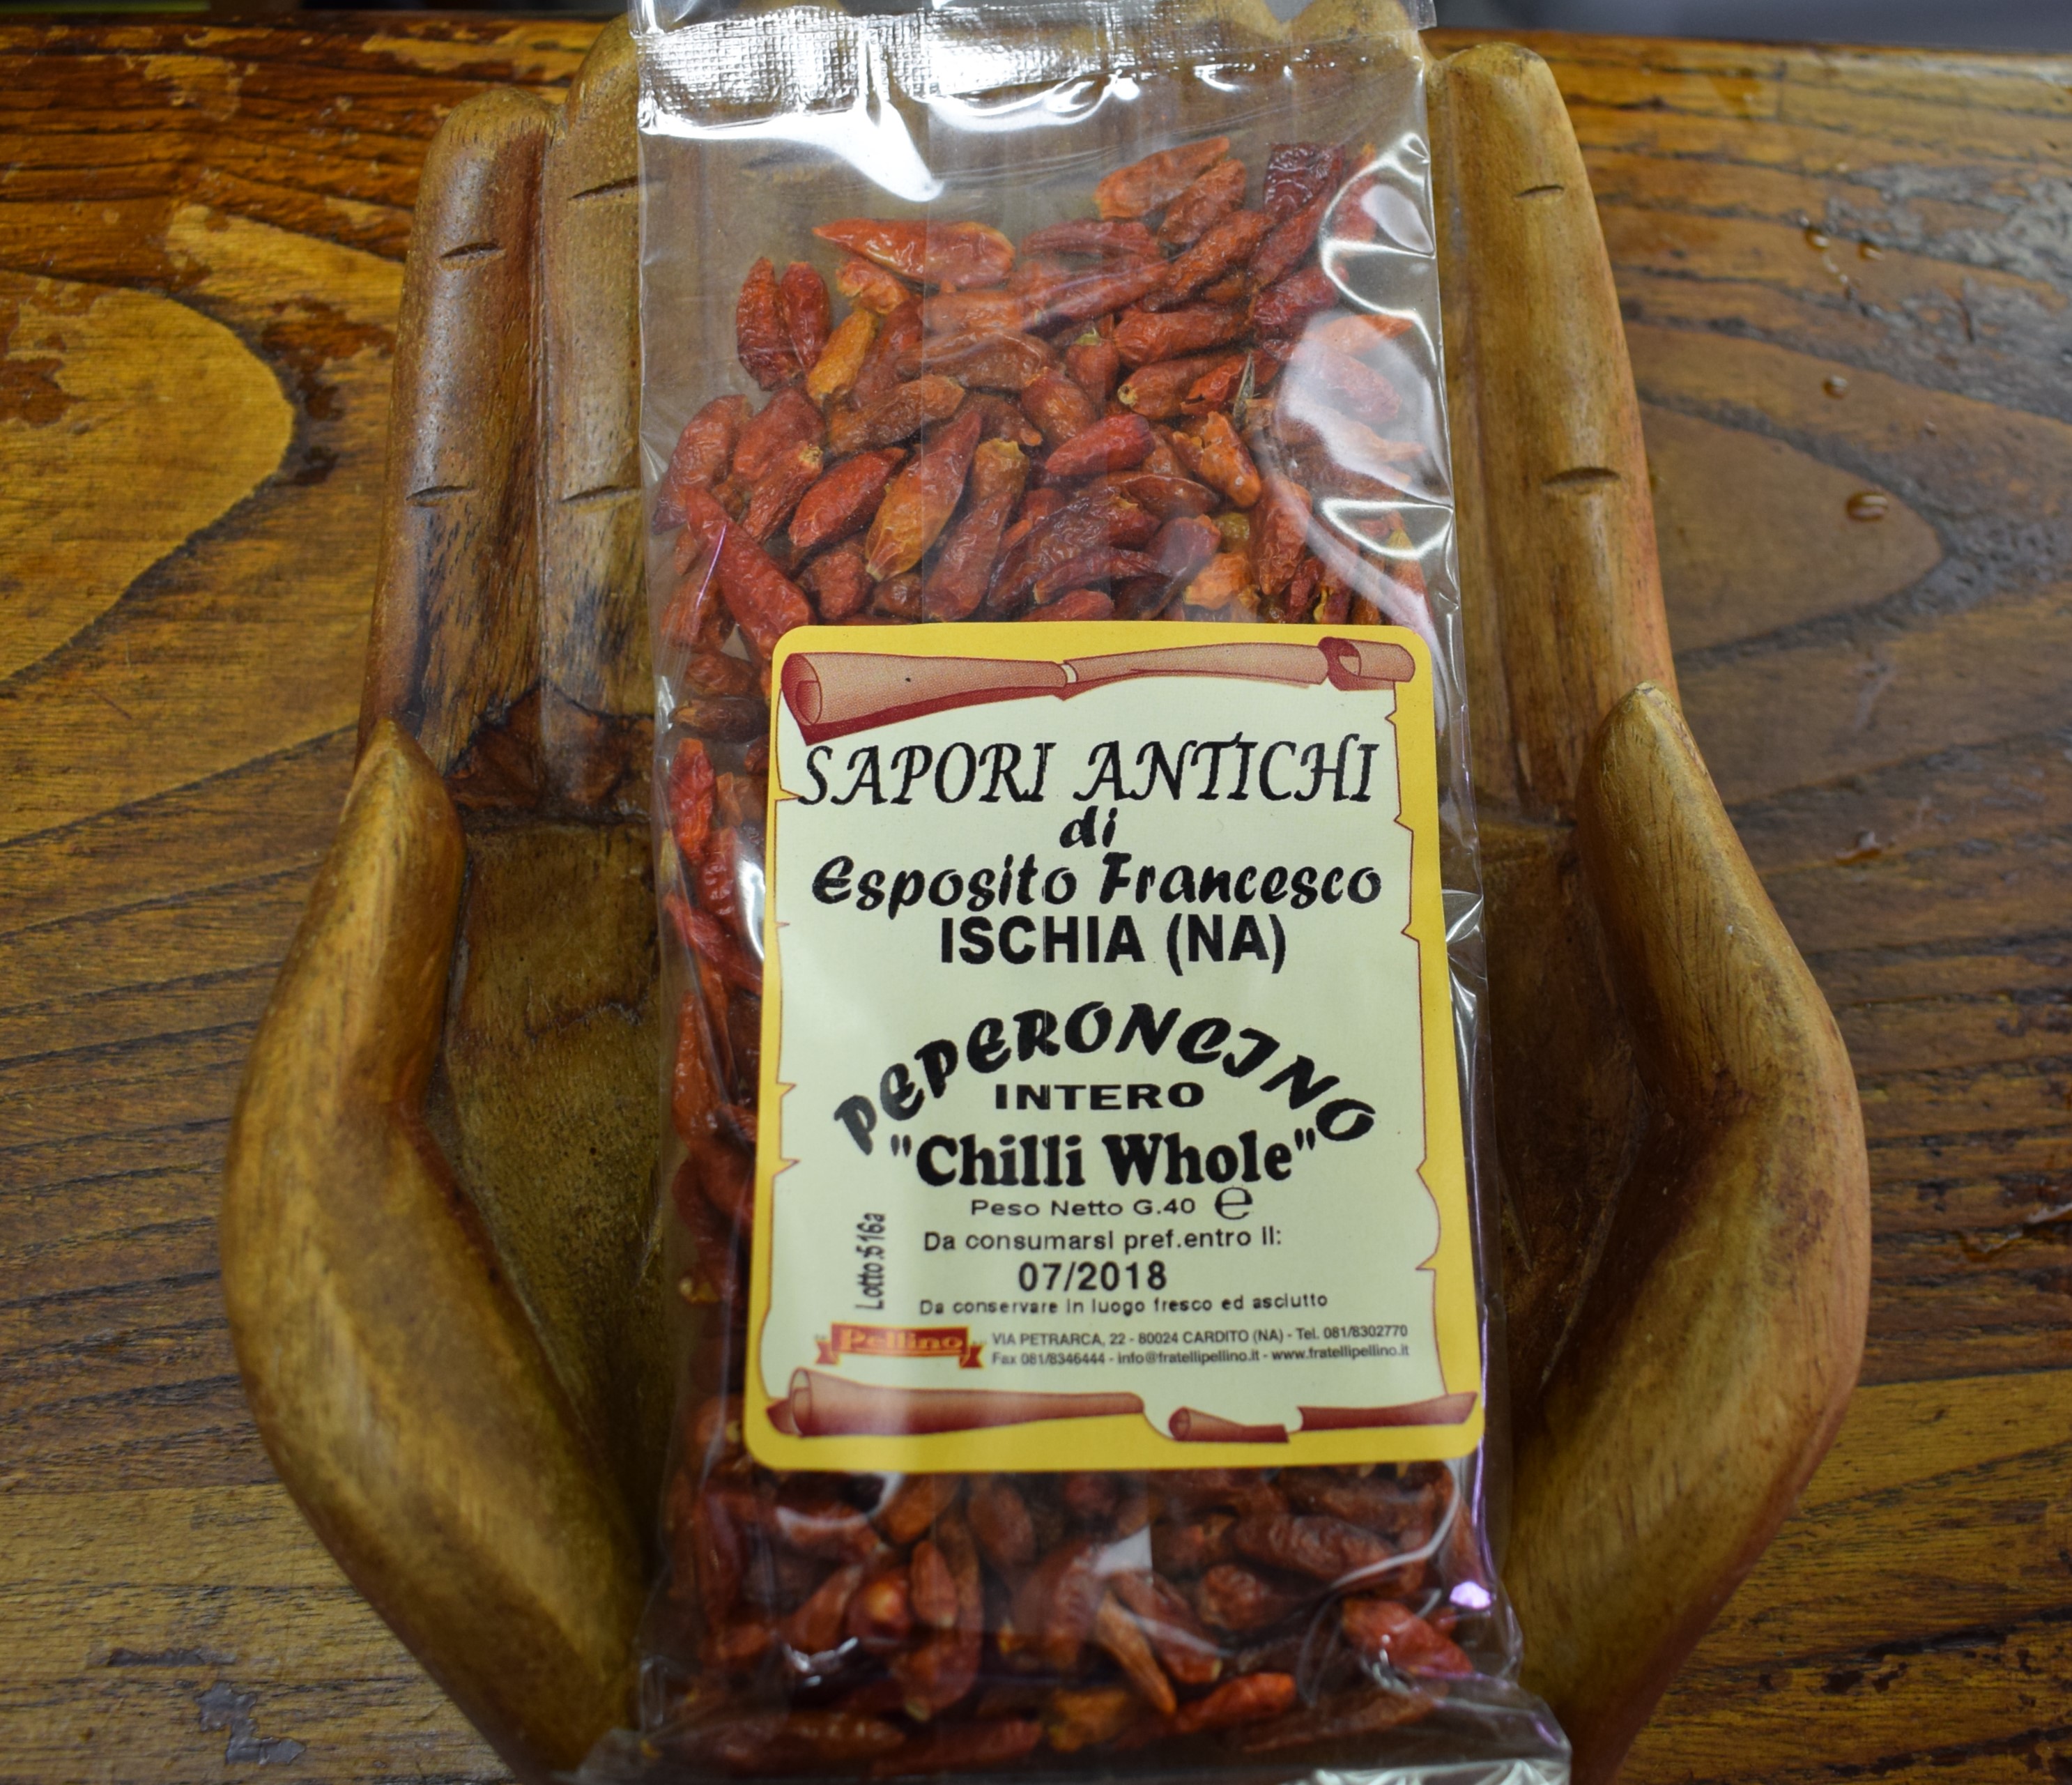 SAPORI ANTICHI
di
Esposito Francesco
ISCHIA (NA)
PEPERONCINO
INTERO
"Chilli Whole"
Peso Netto G.40 e
Da consumarsi pref.entro Il:
07/2018
Da conservare in luogo fresco ed asciutto
Lotto:516a
Pellino
VIA PETRARCA, 22 - 80024 CARDITO (NA) - Tel. 081/8302770
Fax 081/8346444 - info@fratellipellino.it - www.fratellipellino.it